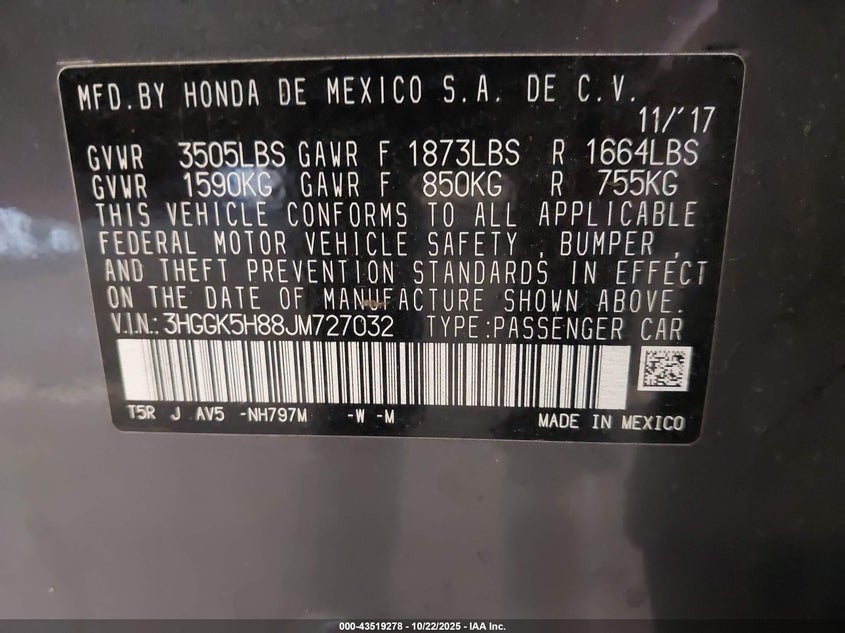 MFD.BY HONDA DE MEXICO S.A. DE C.V.
11/'17
GVWR 3505LBS GAWR F 1873LBS R 1664LBS
GVWR 1590KG GAWR F 850KG R 755KG
THIS VEHICLE CONFORMS TO ALL APPLICABLE
FEDERAL MOTOR VEHICLE SAFETY , BUMPER ,
AND THEFT PREVENTION STANDARDS IN EFFECT
ON THE DATE OF MANUFACTURE SHOWN ABOVE.
V.I.N.: 3HGGK5H88JM727032 TYPE:PASSENGER CAR
T5R J AV5 -NH797M -W -M
MADE IN MEXICO
000-43519278 - 10/22/2025 - IAA Inc.